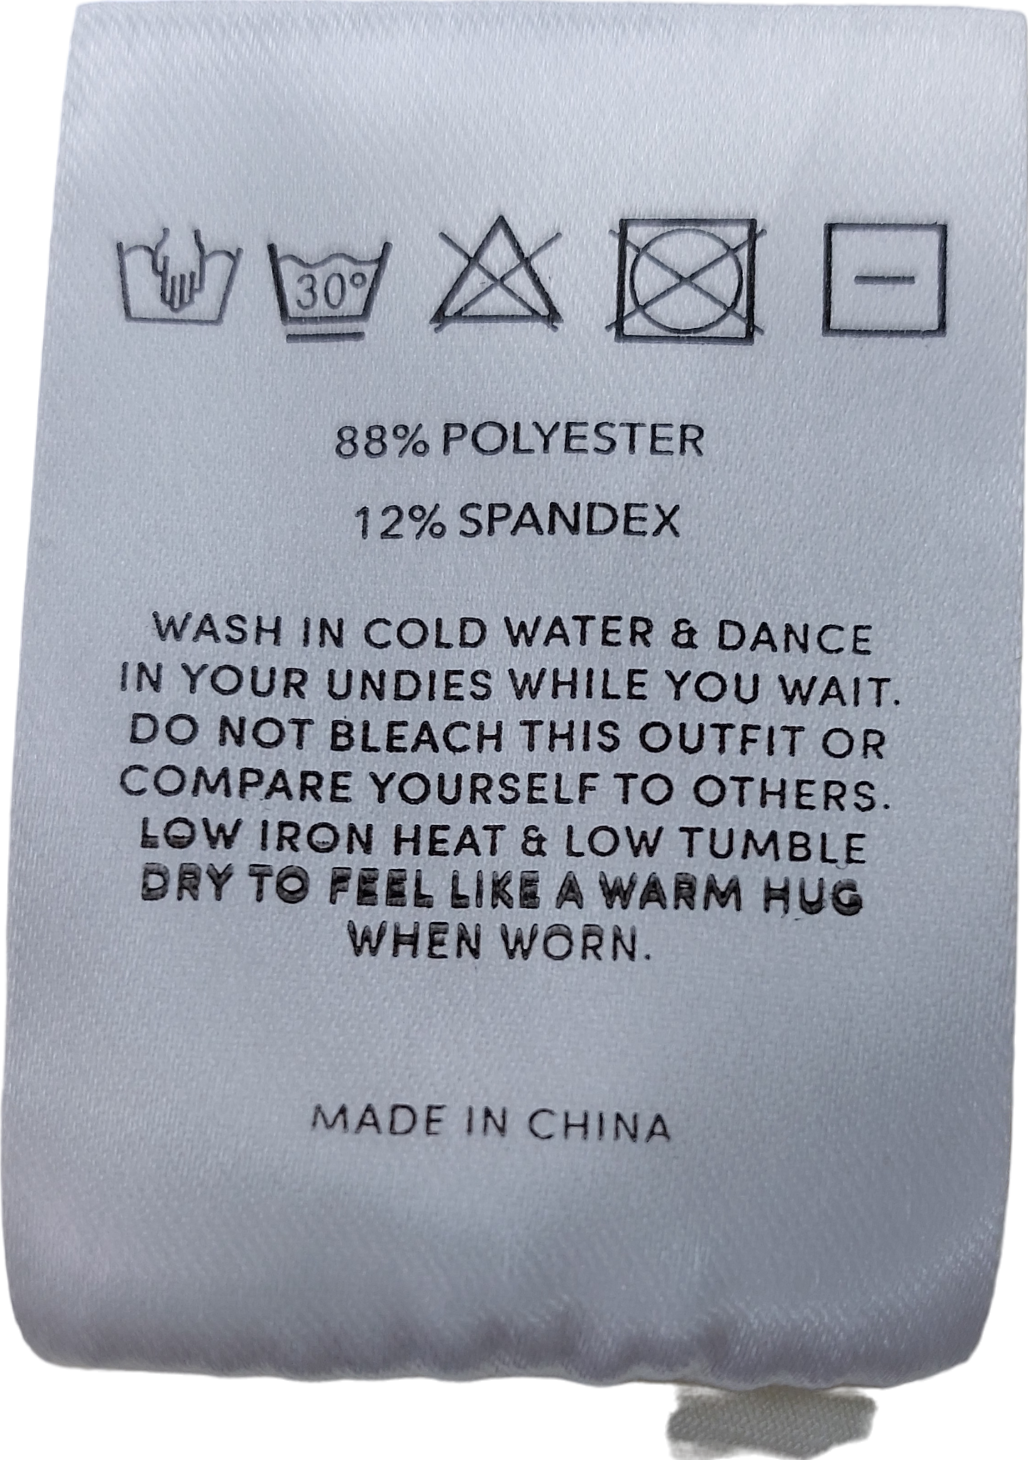 30°
88% POLYESTER
12% SPANDEX
WASH IN COLD WATER & DANCE
IN YOUR UNDIES WHILE YOU WAIT.
DO NOT BLEACH THIS OUTFIT OR
COMPARE YOURSELF TO OTHERS.
LOW IRON HEAT & LOW TUMBLE
DRY TO FEEL LIKE A WARM HUG
WHEN WORN.
MADE IN CHINA